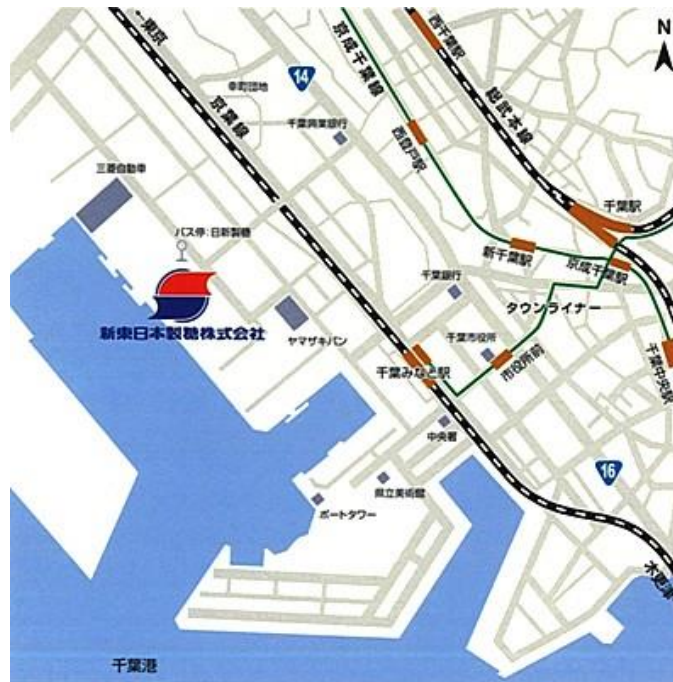 ←東京
西千葉駅
N
京成千葉線
14
総武本線
幸町団地
京葉線
千葉興業銀行
西登戸駅
三菱自動車
千葉駅
バス停:日新製糖
新千葉駅
京成千葉駅
千葉銀行
タウンライナー
新東日本製糖株式会社
ヤマザキパン
千葉市役所
千葉みなと駅
市役所前
千葉中央駅
中央署
16
県立美術館
ポートタワー
木更津
千葉港